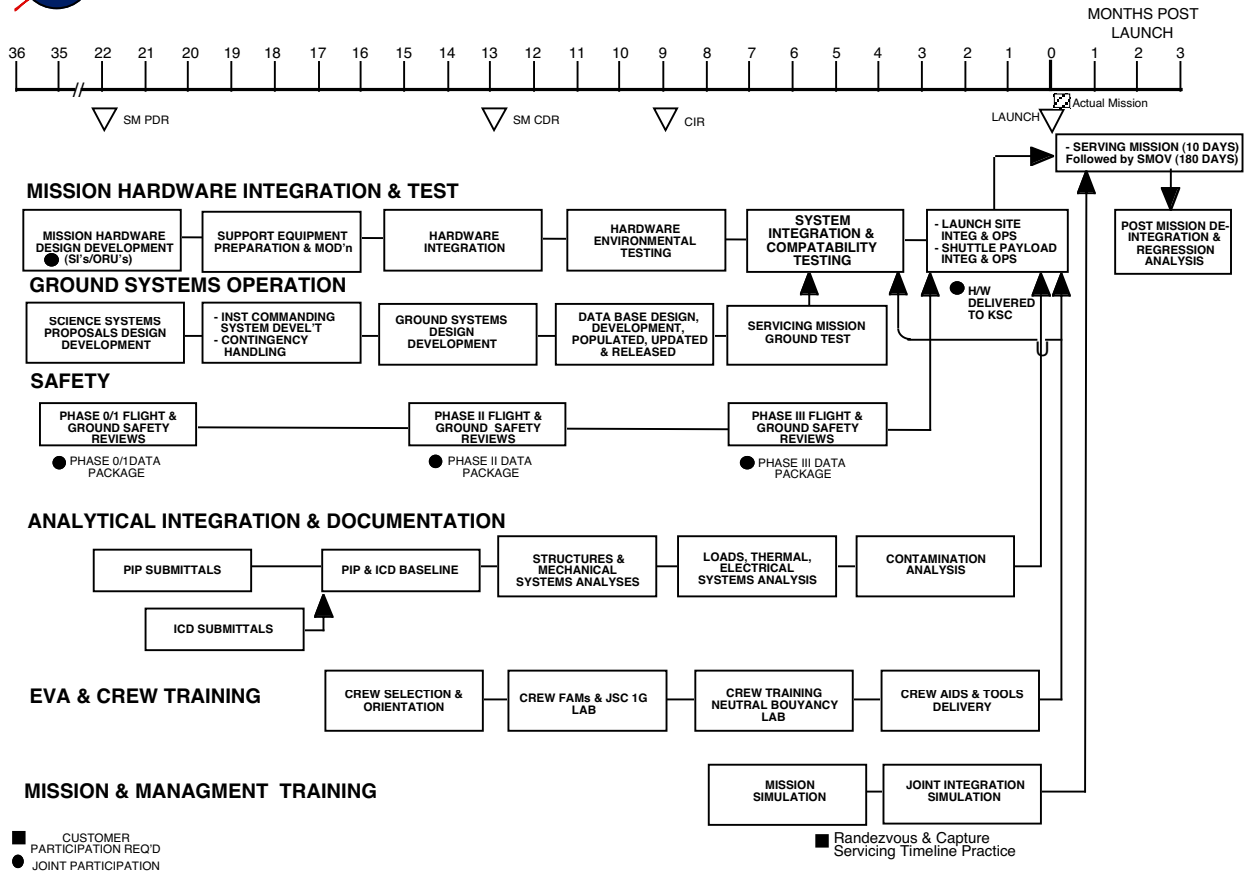 MONTHS POST
LAUNCH
36 35 22 21 20 19 18 17 16 15 14 13 12 11 10 9 8 7 6 5 4 3 2 1 0 1 2 3
SM PDR
SM CDR
CIR
LAUNCH
Actual Mission
- SERVING MISSION (10 DAYS)
Followed by SMOV (180 DAYS)
MISSION HARDWARE INTEGRATION & TEST
MISSION HARDWARE
DESIGN DEVELOPMENT
(SI's/ORU's)
SUPPORT EQUIPMENT
PREPARATION & MOD'n
HARDWARE
INTEGRATION
HARDWARE
ENVIRONMENTAL
TESTING
SYSTEM
INTEGRATION &
COMPATABILITY
TESTING
- LAUNCH SITE
INTEG & OPS
- SHUTTLE PAYLOAD
INTEG & OPS
POST MISSION DE-
INTEGRATION &
REGRESSION
ANALYSIS
H/W
DELIVERED
TO KSC
GROUND SYSTEMS OPERATION
SCIENCE SYSTEMS
PROPOSALS DESIGN
DEVELOPMENT
- INST COMMANDING
SYSTEM DEVEL'T
- CONTINGENCY
HANDLING
GROUND SYSTEMS
DESIGN
DEVELOPMENT
DATA BASE DESIGN,
DEVELOPMENT,
POPULATED, UPDATED
& RELEASED
SERVICING MISSION
GROUND TEST
SAFETY
PHASE 0/1 FLIGHT &
GROUND SAFETY
REVIEWS
PHASE II FLIGHT &
GROUND SAFETY
REVIEWS
PHASE III FLIGHT &
GROUND SAFETY
REVIEWS
PHASE 0/1DATA
PACKAGE
PHASE II DATA
PACKAGE
PHASE III DATA
PACKAGE
ANALYTICAL INTEGRATION & DOCUMENTATION
PIP SUBMITTALS
PIP & ICD BASELINE
STRUCTURES &
MECHANICAL
SYSTEMS ANALYSES
LOADS, THERMAL,
ELECTRICAL
SYSTEMS ANALYSIS
CONTAMINATION
ANALYSIS
ICD SUBMITTALS
EVA & CREW TRAINING
CREW SELECTION &
ORIENTATION
CREW FAMs & JSC 1G
LAB
CREW TRAINING
NEUTRAL BOUYANCY
LAB
CREW AIDS & TOOLS
DELIVERY
MISSION & MANAGMENT TRAINING
MISSION
SIMULATION
JOINT INTEGRATION
SIMULATION
Randezvous & Capture
Servicing Timeline Practice
CUSTOMER
PARTICIPATION REQ'D
JOINT PARTICIPATION